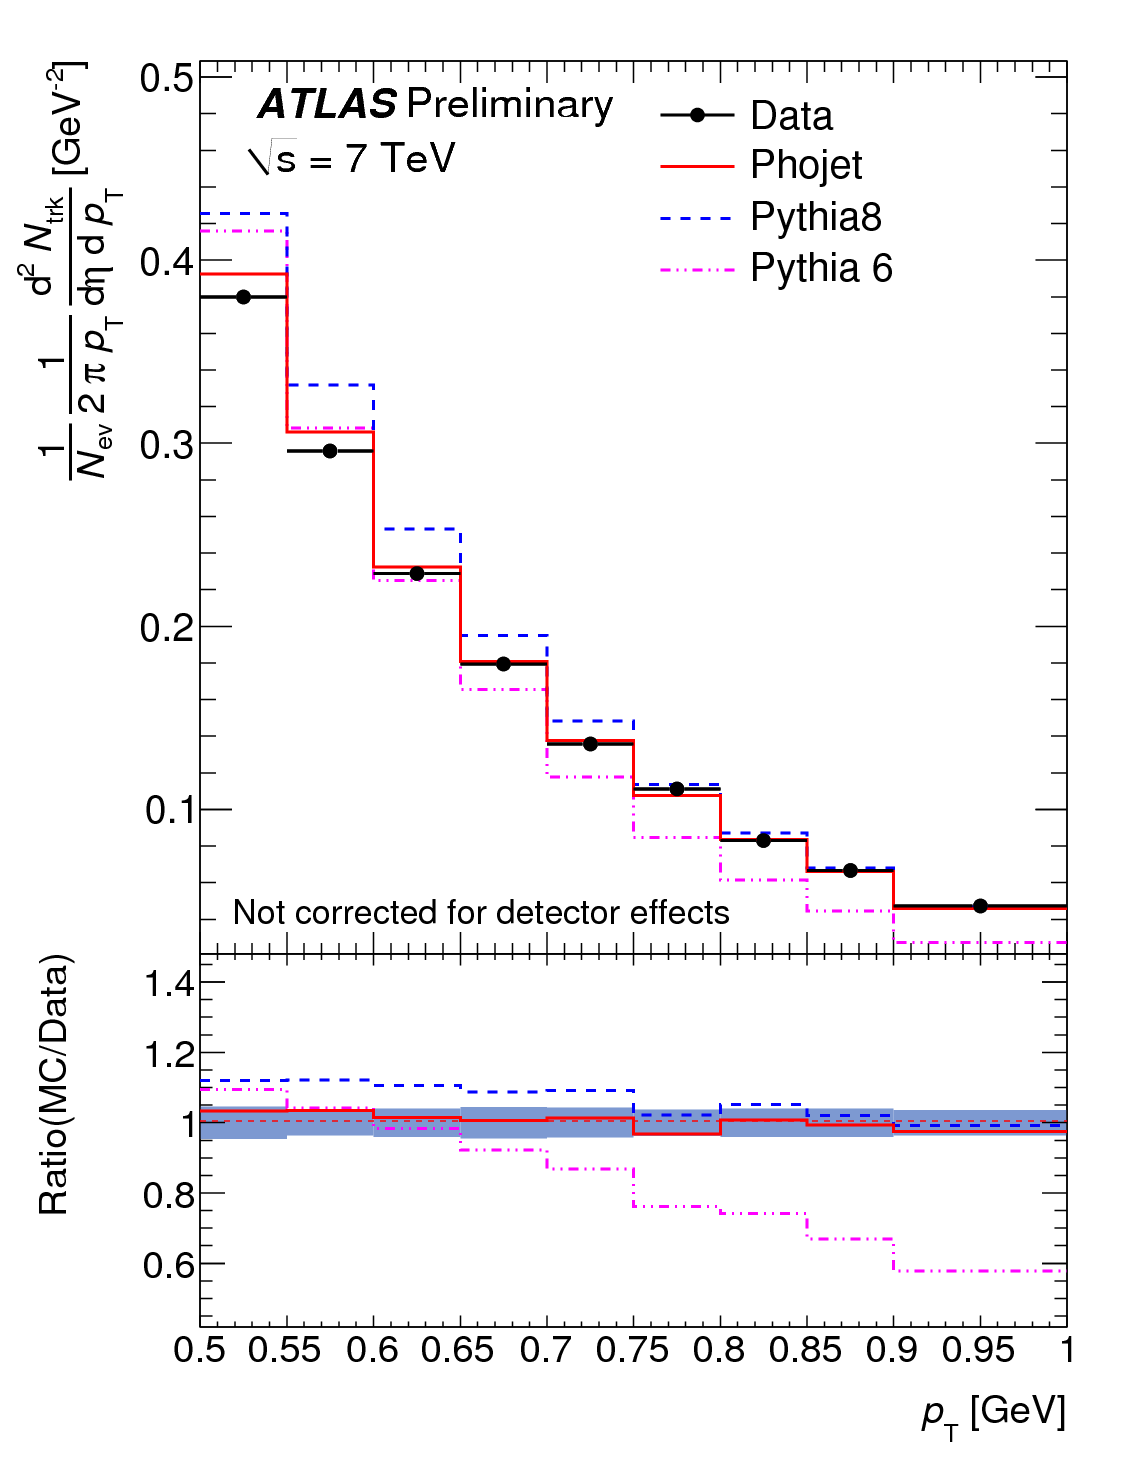 ATLAS Preliminary
√s = 7 TeV
Data
Phojet
Pythia8
Pythia 6
1/N_ev 1/(2 π p_T) d² N_trk/(dη d p_T) [GeV⁻²]
0.5
0.4
0.3
0.2
0.1
Not corrected for detector effects
Ratio(MC/Data)
1.4
1.2
1
0.8
0.6
0.5 0.55 0.6 0.65 0.7 0.75 0.8 0.85 0.9 0.95 1
p_T [GeV]